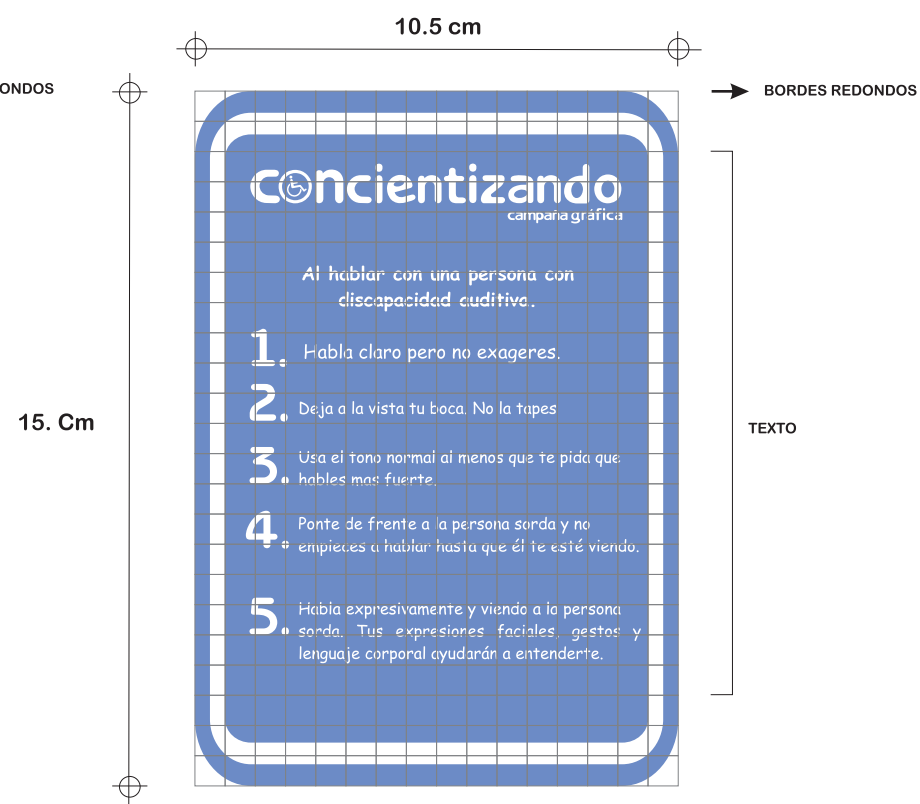 10.5 cm
ONDOS
BORDES REDONDOS
concientizando
campaña gráfica
Al hablar con una persona con
discapacidad auditiva.
1. Habla claro pero no exageres.
2. Deja a la vista tu boca. No la tapes
15. Cm
TEXTO
3. Usa el tono normal al menos que te pida que
hables mas fuerte.
4. Ponte de frente a la persona sorda y no
empieces a hablar hasta que él te esté viendo.
5. Habla expresivamente y viendo a la persona
sorda. Tus expresiones faciales, gestos y
lenguaje corporal ayudarán a entenderte.